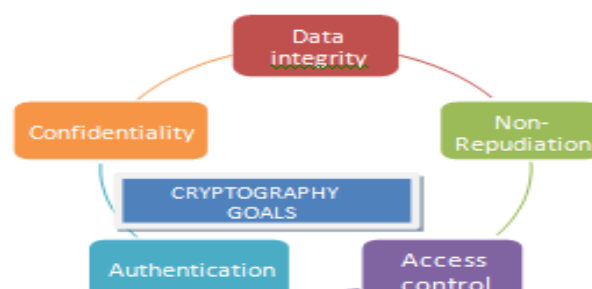 Data
integrity
Confidentiality
Non-
Repudiation
CRYPTOGRAPHY
GOALS
Authentication
Access
control